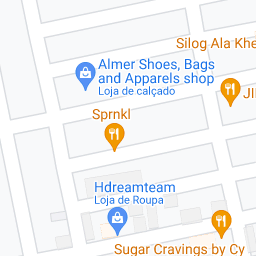 Silog Ala Khe
Almer Shoes, Bags
and Apparels shop
Loja de calçado
JI
Sprnkl
Hdreamteam
Loja de Roupa
Sugar Cravings by Cy